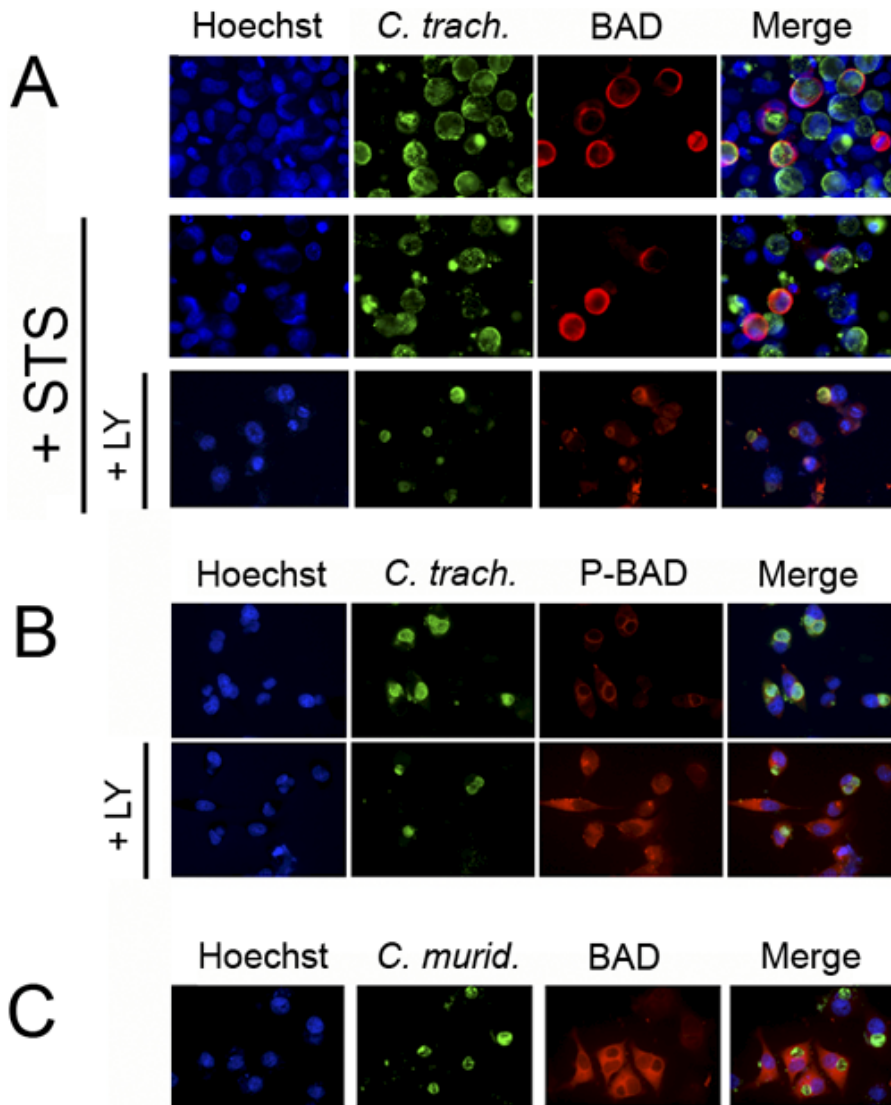 Hoechst C. trach. BAD Merge
A
+ STS
+ LY
Hoechst C. trach. P-BAD Merge
B
+ LY
Hoechst C. murid. BAD Merge
C